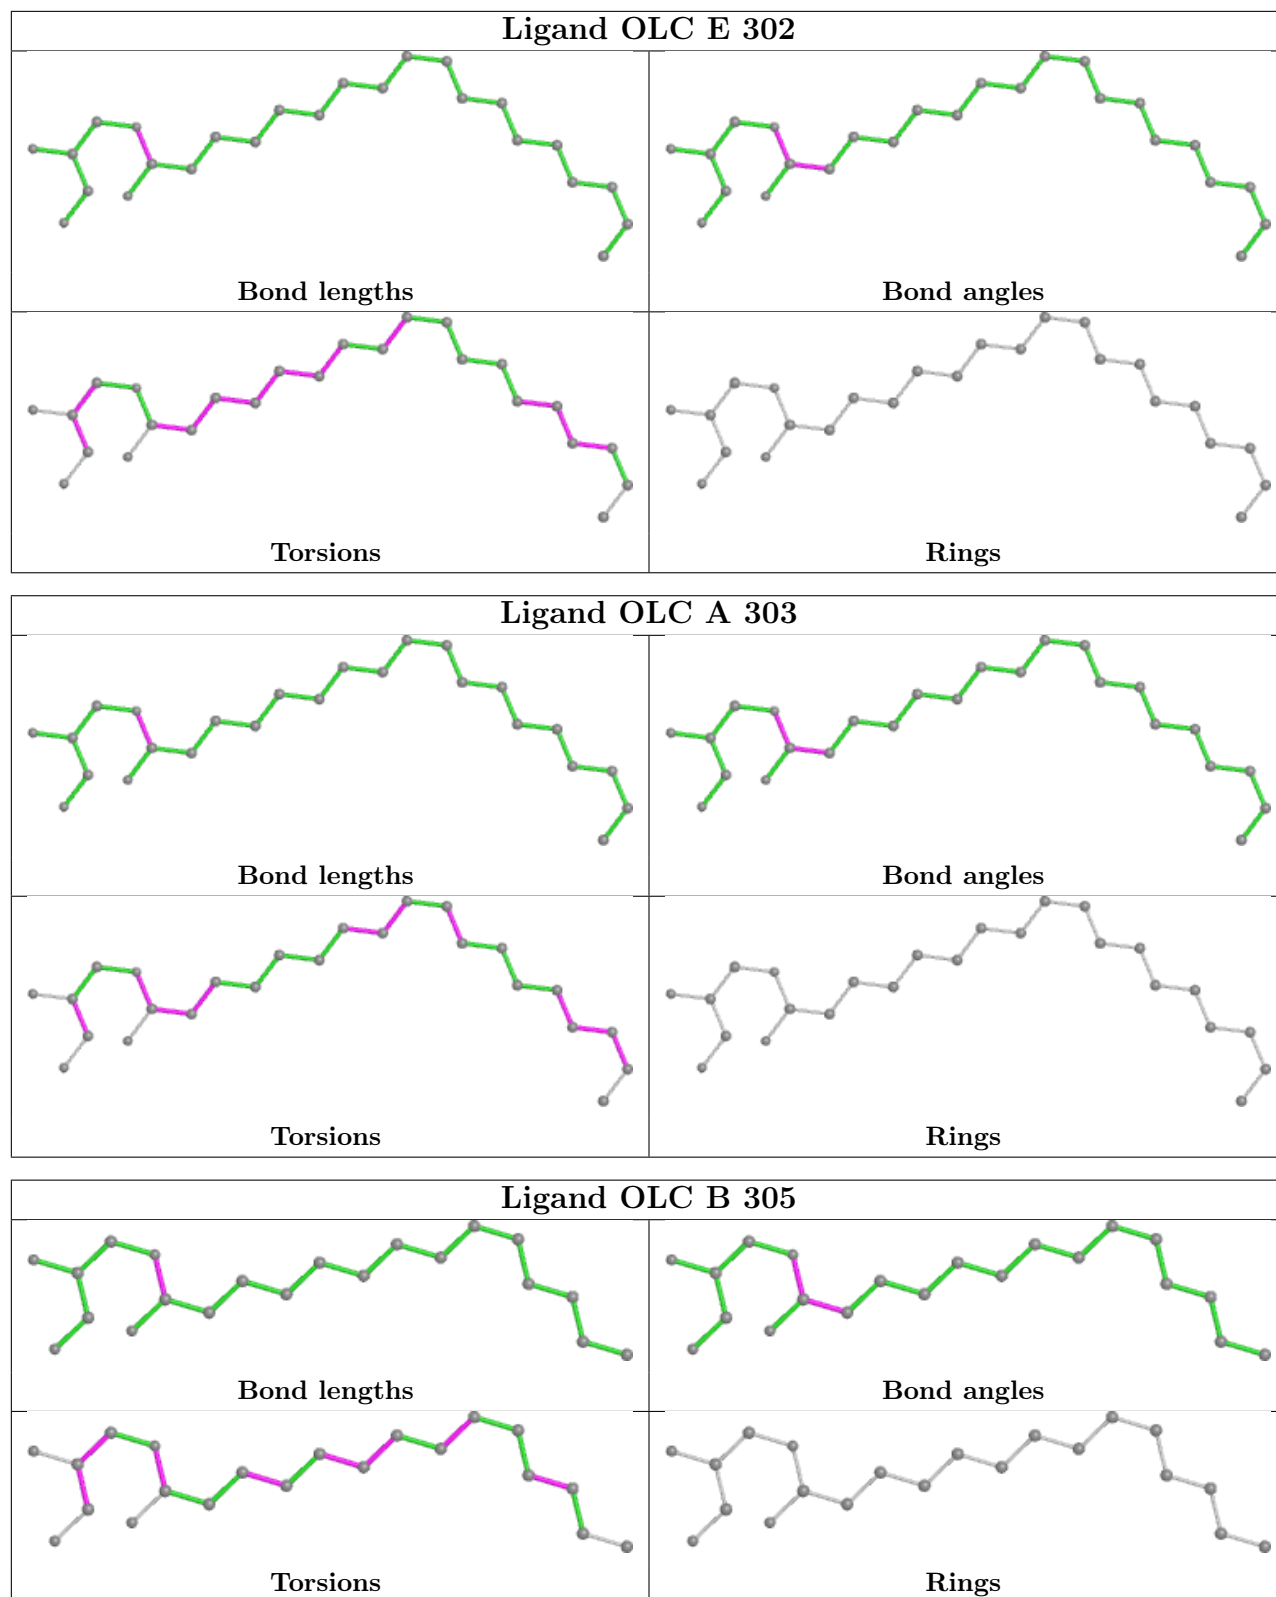 Ligand OLC E 302
Bond lengths
Bond angles
Torsions
Rings
Ligand OLC A 303
Bond lengths
Bond angles
Torsions
Rings
Ligand OLC B 305
Bond lengths
Bond angles
Torsions
Rings